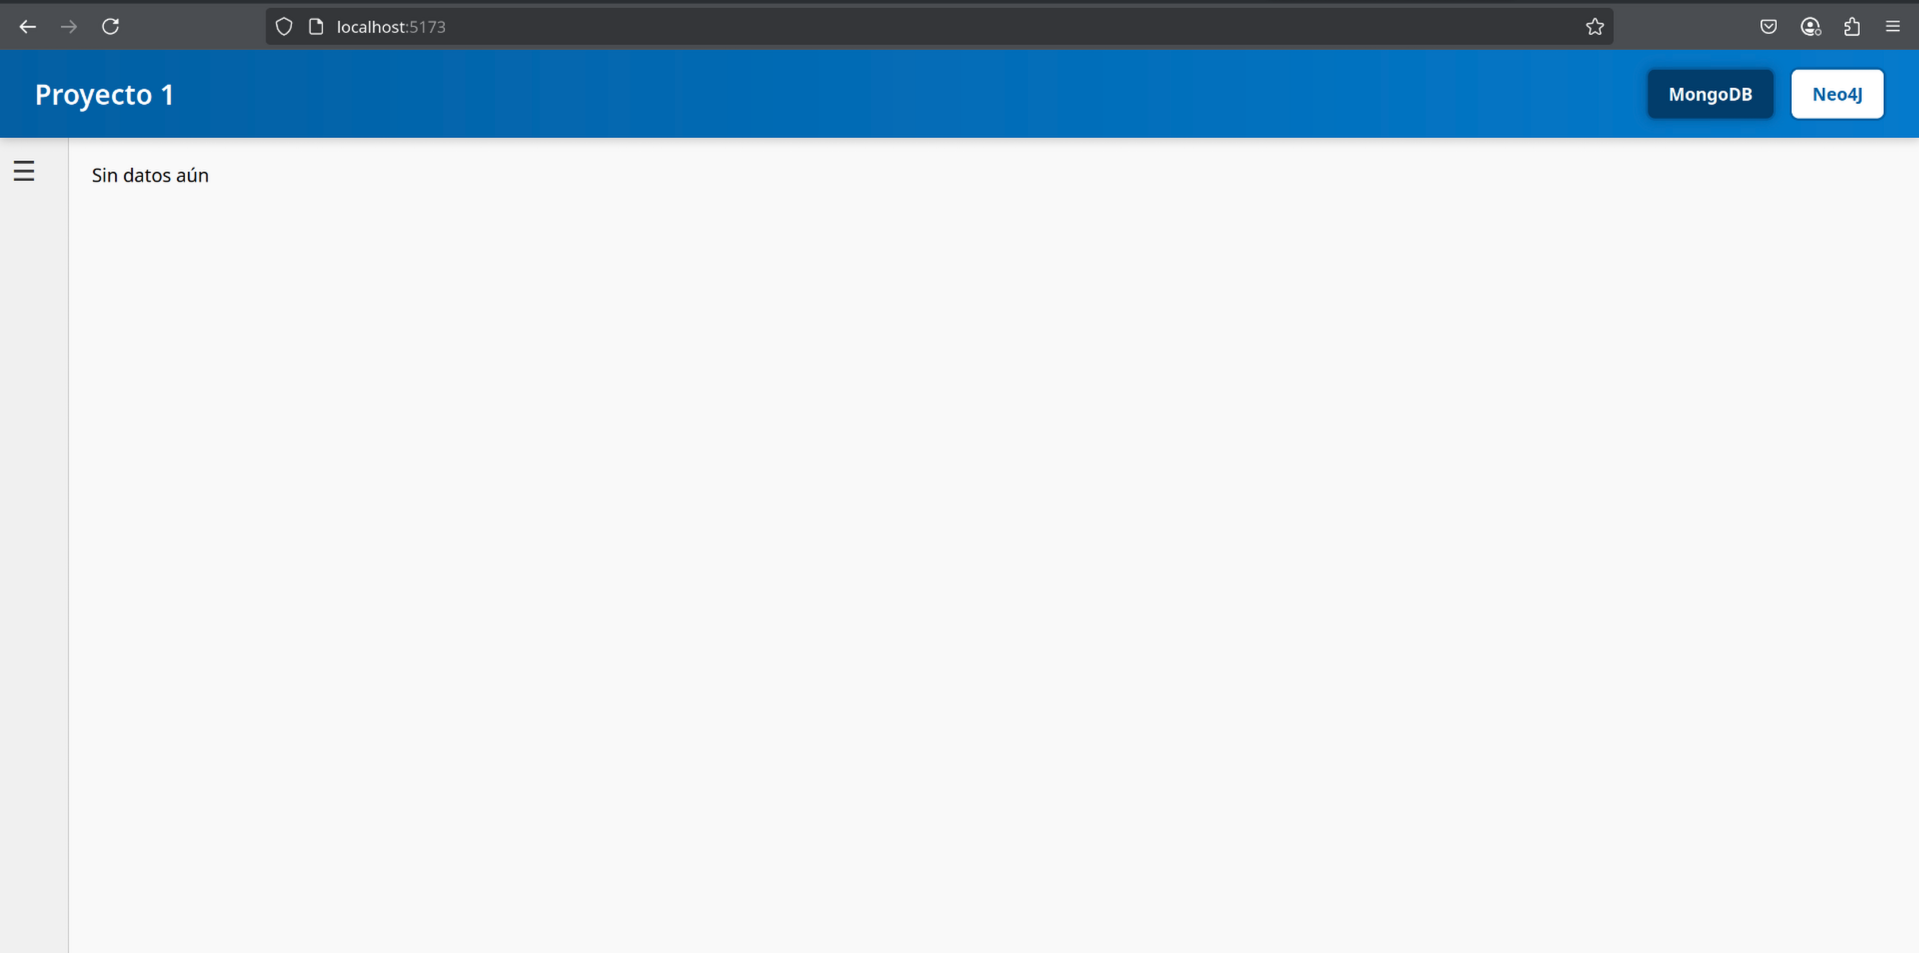 localhost:5173
Proyecto 1
MongoDB
Neo4J
Sin datos aún